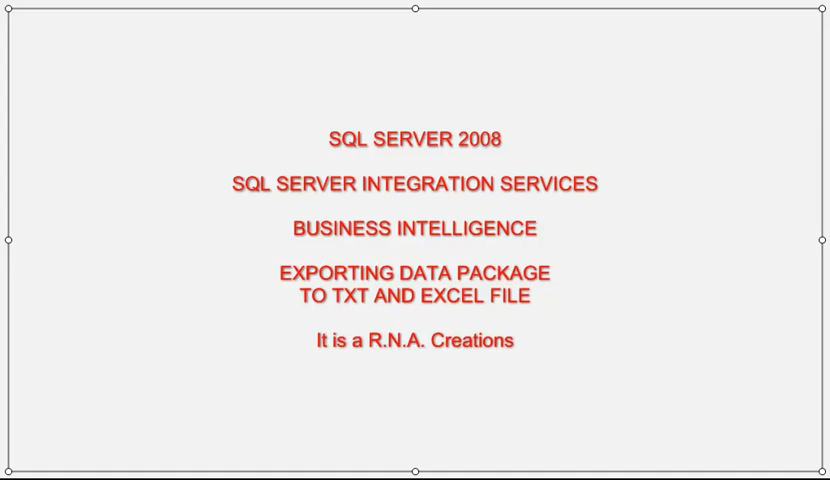 SQL SERVER 2008
SQL SERVER INTEGRATION SERVICES
BUSINESS INTELLIGENCE
EXPORTING DATA PACKAGE
TO TXT AND EXCEL FILE
It is a R.N.A. Creations